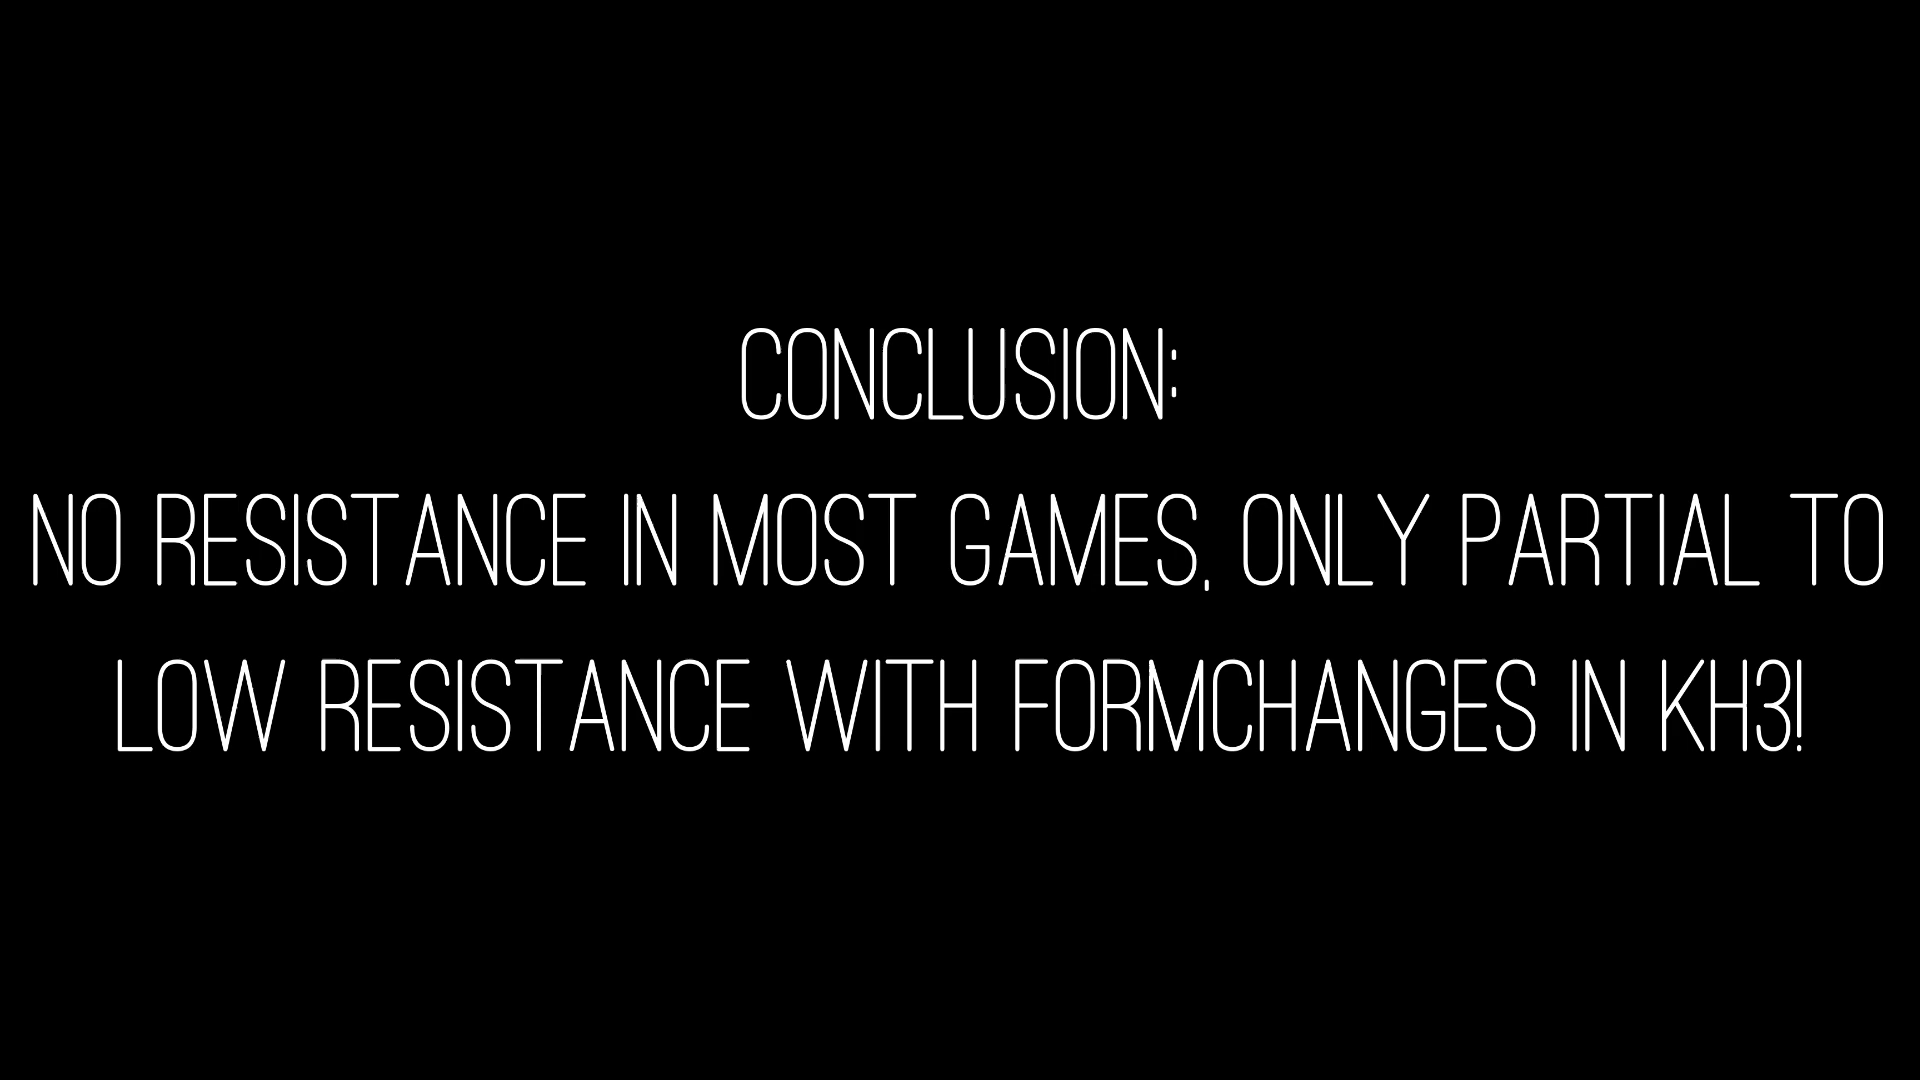 CONCLUSION:
NO RESISTANCE IN MOST GAMES, ONLY PARTIAL TO
LOW RESISTANCE WITH FORMCHANGES IN KH3!